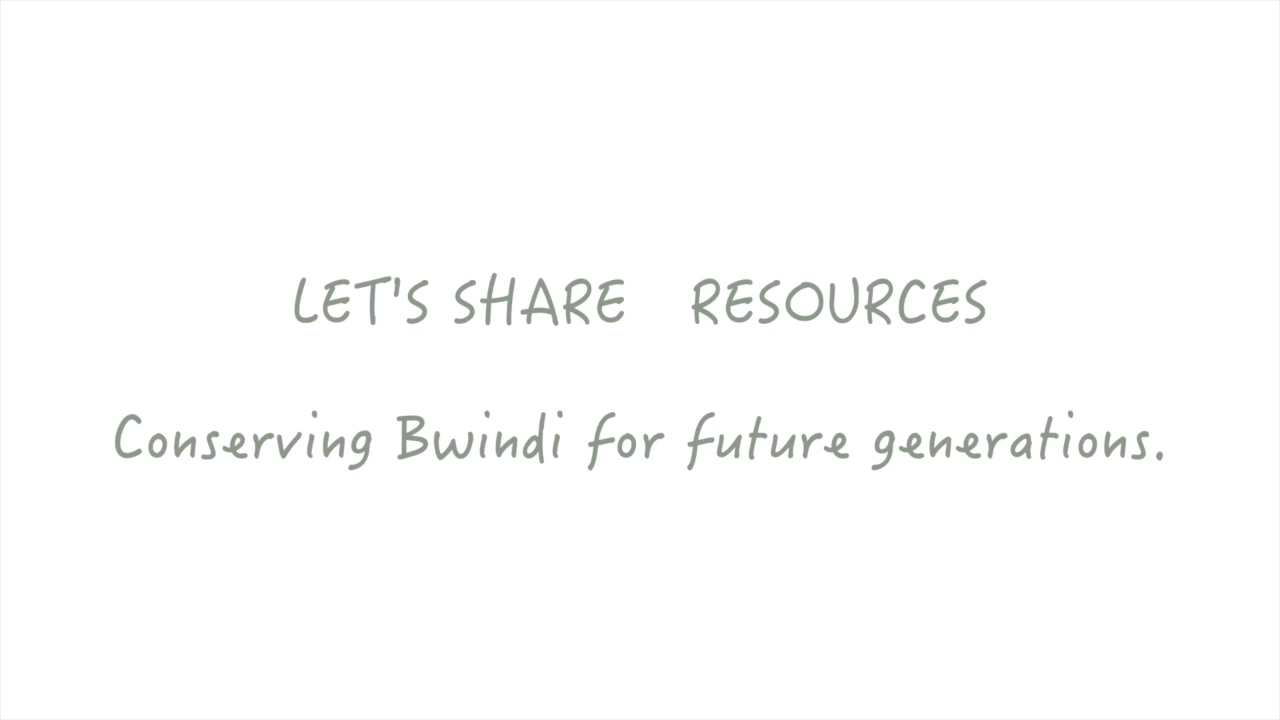 LET'S SHARE RESOURCES
Conserving Bwindi for future generations.